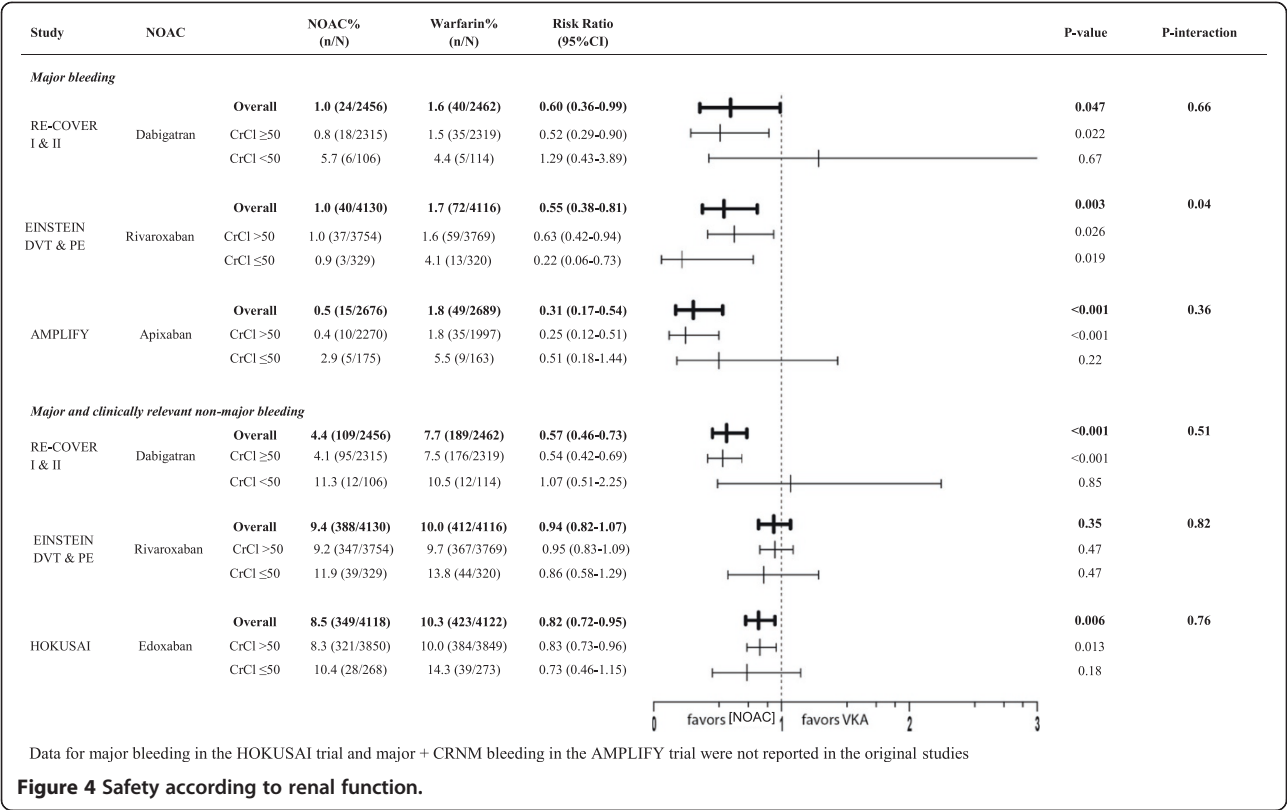 Study NOAC NOAC% (n/N) Warfarin% (n/N) Risk Ratio (95%CI) P-value P-interaction
Major bleeding
RE-COVER I & II Dabigatran
Overall 1.0 (24/2456) 1.6 (40/2462) 0.60 (0.36-0.99) 0.047 0.66
CrCl ≥50 0.8 (18/2315) 1.5 (35/2319) 0.52 (0.29-0.90) 0.022
CrCl <50 5.7 (6/106) 4.4 (5/114) 1.29 (0.43-3.89) 0.67
EINSTEIN DVT & PE Rivaroxaban
Overall 1.0 (40/4130) 1.7 (72/4116) 0.55 (0.38-0.81) 0.003 0.04
CrCl >50 1.0 (37/3754) 1.6 (59/3769) 0.63 (0.42-0.94) 0.026
CrCl ≤50 0.9 (3/329) 4.1 (13/320) 0.22 (0.06-0.73) 0.019
AMPLIFY Apixaban
Overall 0.5 (15/2676) 1.8 (49/2689) 0.31 (0.17-0.54) <0.001 0.36
CrCl >50 0.4 (10/2270) 1.8 (35/1997) 0.25 (0.12-0.51) <0.001
CrCl ≤50 2.9 (5/175) 5.5 (9/163) 0.51 (0.18-1.44) 0.22
Major and clinically relevant non-major bleeding
RE-COVER I & II Dabigatran
Overall 4.4 (109/2456) 7.7 (189/2462) 0.57 (0.46-0.73) <0.001 0.51
CrCl ≥50 4.1 (95/2315) 7.5 (176/2319) 0.54 (0.42-0.69) <0.001
CrCl <50 11.3 (12/106) 10.5 (12/114) 1.07 (0.51-2.25) 0.85
EINSTEIN DVT & PE Rivaroxaban
Overall 9.4 (388/4130) 10.0 (412/4116) 0.94 (0.82-1.07) 0.35 0.82
CrCl >50 9.2 (347/3754) 9.7 (367/3769) 0.95 (0.83-1.09) 0.47
CrCl ≤50 11.9 (39/329) 13.8 (44/320) 0.86 (0.58-1.29) 0.47
HOKUSAI Edoxaban
Overall 8.5 (349/4118) 10.3 (423/4122) 0.82 (0.72-0.95) 0.006 0.76
CrCl >50 8.3 (321/3850) 10.0 (384/3849) 0.83 (0.73-0.96) 0.013
CrCl ≤50 10.4 (28/268) 14.3 (39/273) 0.73 (0.46-1.15) 0.18
0 favors [NOAC] 1 favors VKA 2 3
Data for major bleeding in the HOKUSAI trial and major + CRNM bleeding in the AMPLIFY trial were not reported in the original studies
Figure 4 Safety according to renal function.